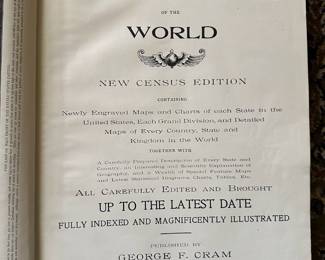 OF THE
WORLD
NEW CENSUS EDITION
CONTAINING
Newly Engraved Maps and Charts of each State in the
United States, Each Grand Division, and Detailed
Maps of Every Country, State and
Kingdom in the World
TOGETHER WITH
A Carefully Prepared Description of Every State and
Country, an Interesting and Scientific Explanation of
Geography, and a Wealth of Special Feature Maps
and Latest Statistical Diagrams, Charts, Tables, Etc.
ALL CAREFULLY EDITED AND BROUGHT
UP TO THE LATEST DATE
FULLY INDEXED AND MAGNIFICENTLY ILLUSTRATED
PUBLISHED BY
GEORGE F. CRAM